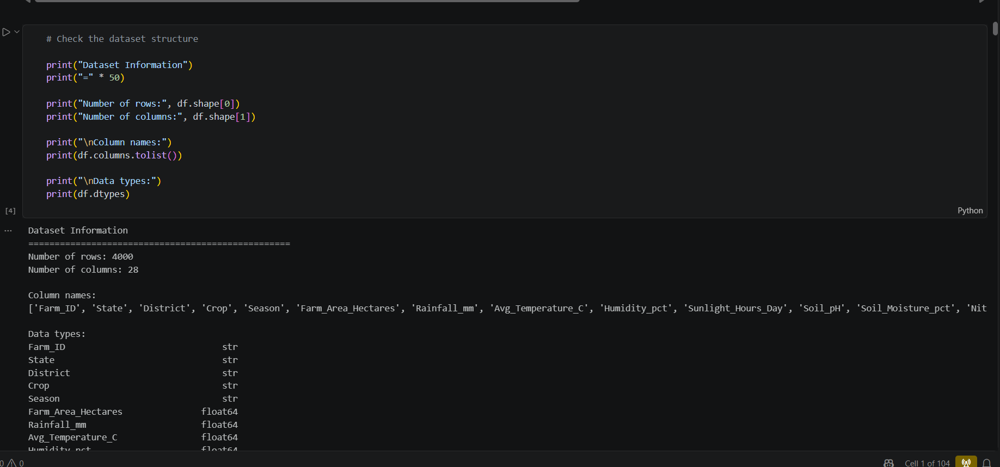 # Check the dataset structure
print("Dataset Information")
print("=" * 50)
print("Number of rows:", df.shape[0])
print("Number of columns:", df.shape[1])
print("\nColumn names:")
print(df.columns.tolist())
print("\nData types:")
print(df.dtypes)
[4]
Python
Dataset Information
==================================================
Number of rows: 4000
Number of columns: 28
Column names:
['Farm_ID', 'State', 'District', 'Crop', 'Season', 'Farm_Area_Hectares', 'Rainfall_mm', 'Avg_Temperature_C', 'Humidity_pct', 'Sunlight_Hours_Day', 'Soil_pH', 'Soil_Moisture_pct', 'Nit
Data types:
Farm_ID str
State str
District str
Crop str
Season str
Farm_Area_Hectares float64
Rainfall_mm float64
Avg_Temperature_C float64
Humidity_pct float64
0 0
Cell 1 of 104